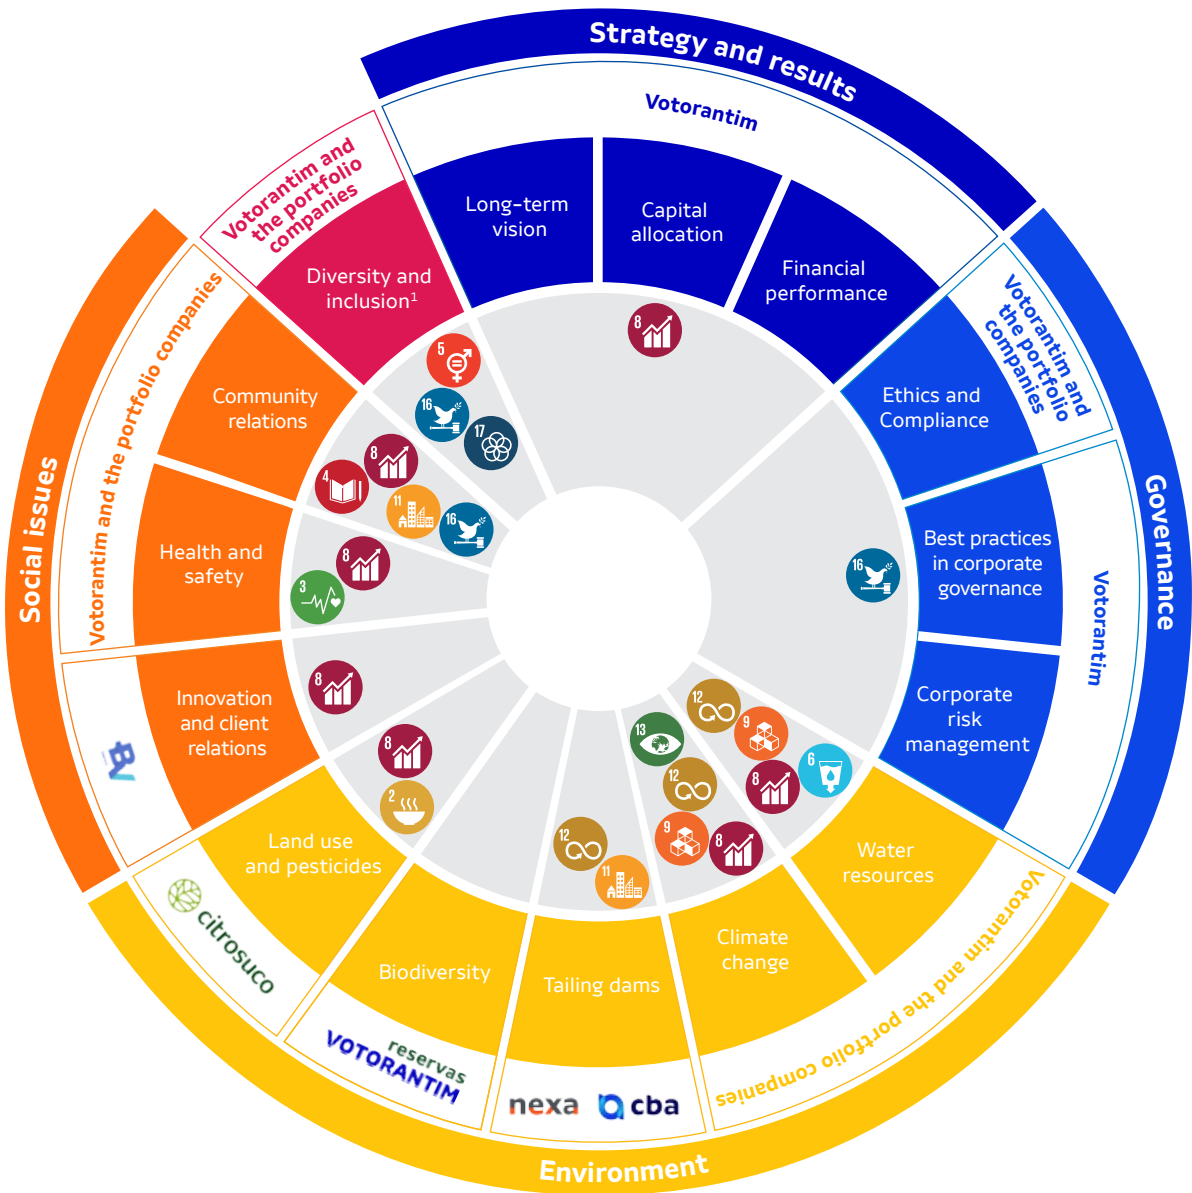 Strategy and results
Votorantim
Long-term
vision
Capital
allocation
Financial
performance
8
Governance
Votorantim and
the portfolio
companies
Ethics and
Compliance
Votorantim
Best practices
in corporate
governance
Corporate
risk
management
16
Environment
Votorantim and the portfolio companies
Water
resources
12
9
8
6
Climate
change
13
12
9
8
nexa
cba
Tailing dams
12
11
reservas
VOTORANTIM
Biodiversity
citrosuco
Land use
and pesticides
8
2
Social issues
BV
Innovation
and client
relations
8
Votorantim and the portfolio companies
Health and
safety
8
3
Community
relations
8
4
11
16
Votorantim and
the portfolio
companies
Diversity and
inclusion¹
5
16
17